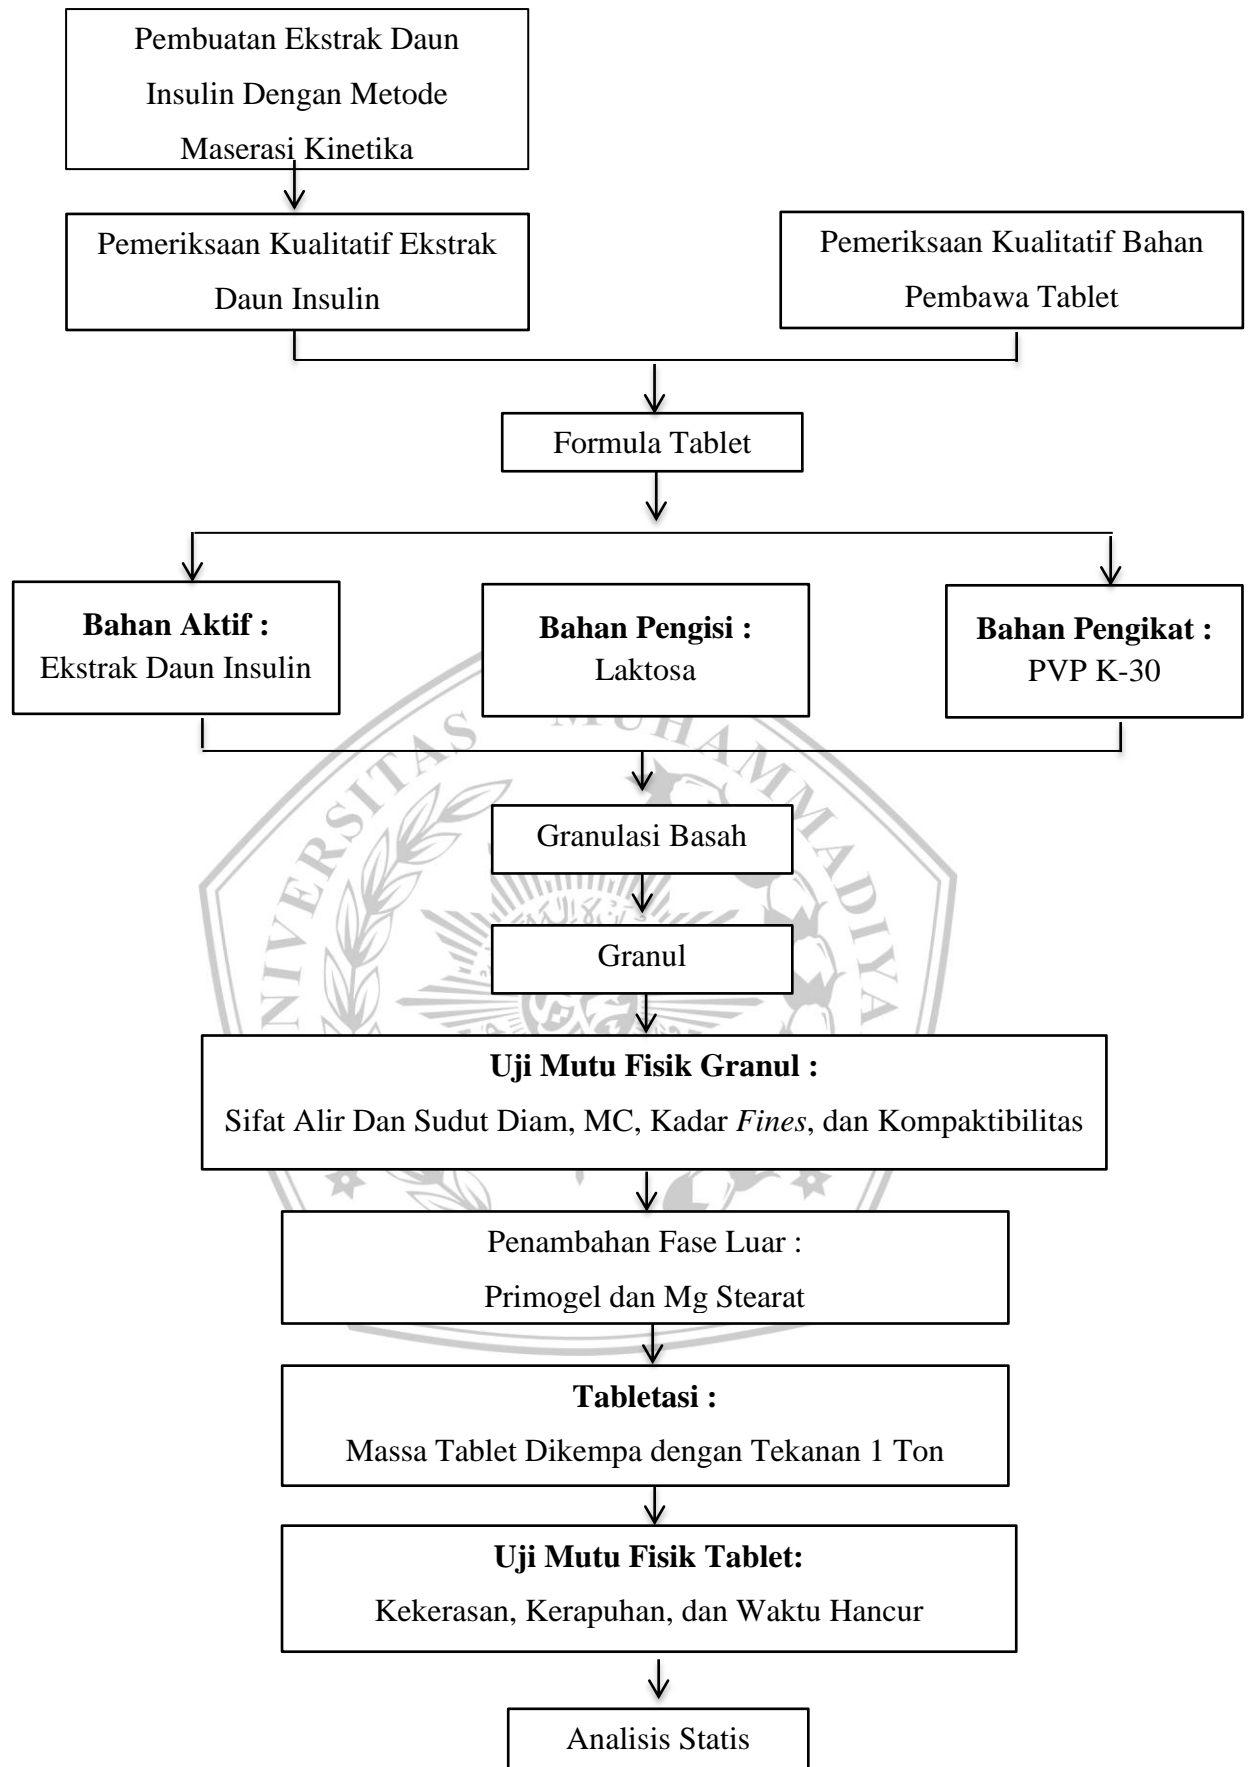 Pembuatan Ekstrak Daun
Insulin Dengan Metode
Maserasi Kinetika
Pemeriksaan Kualitatif Ekstrak
Daun Insulin
Pemeriksaan Kualitatif Bahan
Pembawa Tablet
Formula Tablet
Bahan Aktif :
Ekstrak Daun Insulin
Bahan Pengisi :
Laktosa
Bahan Pengikat :
PVP K-30
UNIVERSITAS MUHAMMADIYA
Granulasi Basah
Granul
Uji Mutu Fisik Granul :
Sifat Alir Dan Sudut Diam, MC, Kadar Fines, dan Kompaktibilitas
Penambahan Fase Luar :
Primogel dan Mg Stearat
Tabletasi :
Massa Tablet Dikempa dengan Tekanan 1 Ton
Uji Mutu Fisik Tablet:
Kekerasan, Kerapuhan, dan Waktu Hancur
Analisis Statis